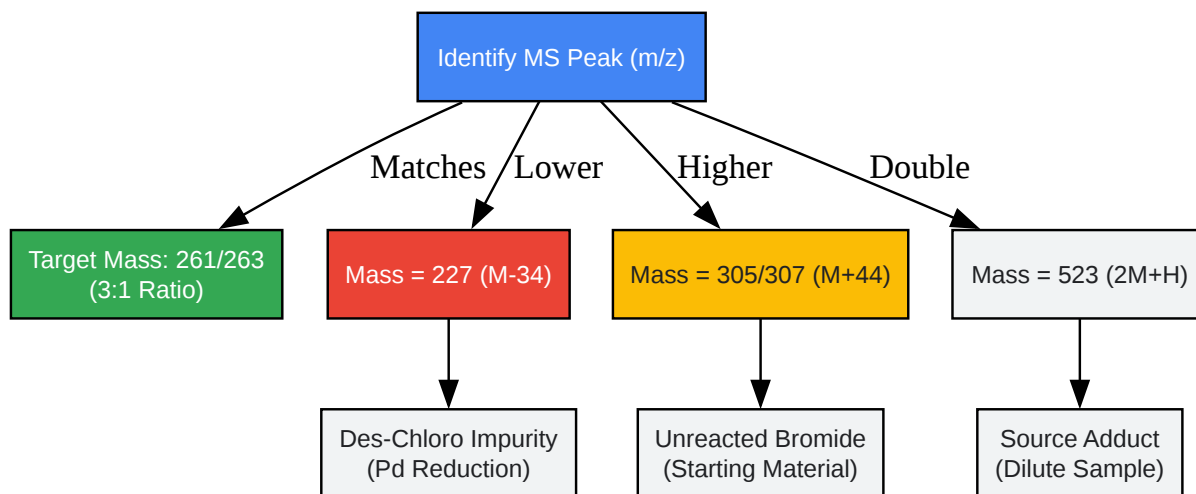 Identify MS Peak (m/z)
Matches
Lower
Higher
Double
Target Mass: 261/263
(3:1 Ratio)
Mass = 227 (M-34)
Mass = 305/307 (M+44)
Mass = 523 (2M+H)
Des-Chloro Impurity
(Pd Reduction)
Unreacted Bromide
(Starting Material)
Source Adduct
(Dilute Sample)